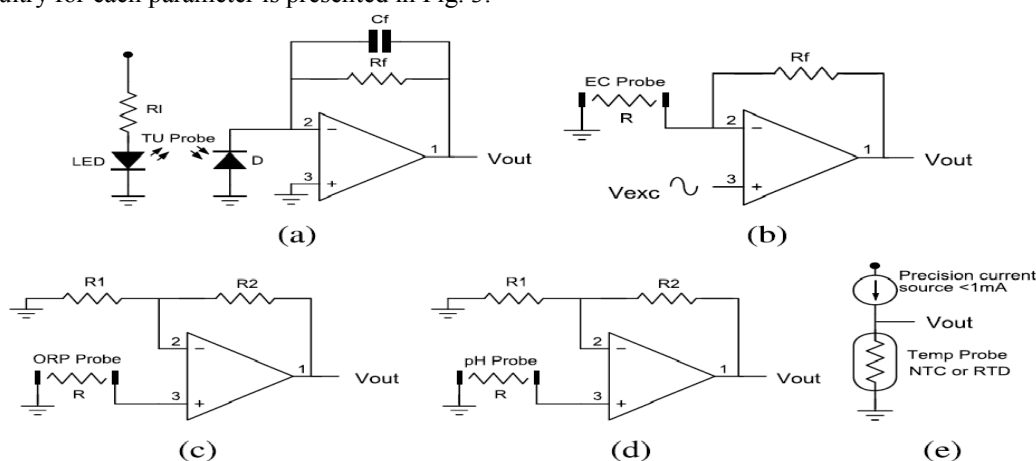 uitry for each parameter is presented in Fig. 3.
Cf
Rf
RI
TU Probe
LED
D
2
3
1
Vout
(a)
Rf
EC Probe
R
2
3
1
Vexc
Vout
(b)
R1
R2
ORP Probe
R
2
3
1
Vout
(c)
R1
R2
pH Probe
R
2
3
1
Vout
(d)
Precision current
source <1mA
Vout
Temp Probe
NTC or RTD
(e)